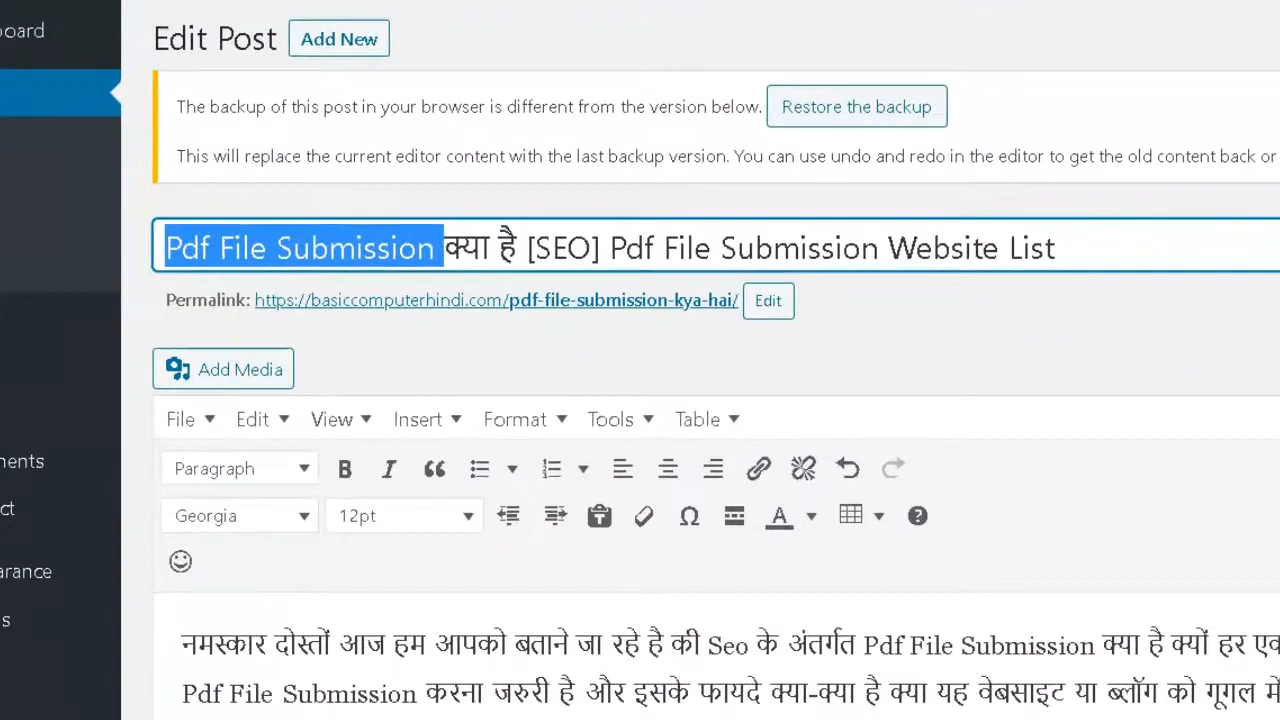 Edit Post Add New
The backup of this post in your browser is different from the version below. Restore the backup
This will replace the current editor content with the last backup version. You can use undo and redo in the editor to get the old content back or
Pdf File Submission क्या है [SEO] Pdf File Submission Website List
Permalink: https://basiccomputerhindi.com/pdf-file-submission-kya-hai/ Edit
Add Media
File Edit View Insert Format Tools Table
Paragraph
Georgia 12pt
नमस्कार दोस्तों आज हम आपको बताने जा रहे है की Seo के अंतर्गत Pdf File Submission क्या है क्यों हर
Pdf File Submission करना जरुरी है और इसके फायदे क्या-क्या है क्या यह वेबसाइट या ब्लॉग को गूगल में